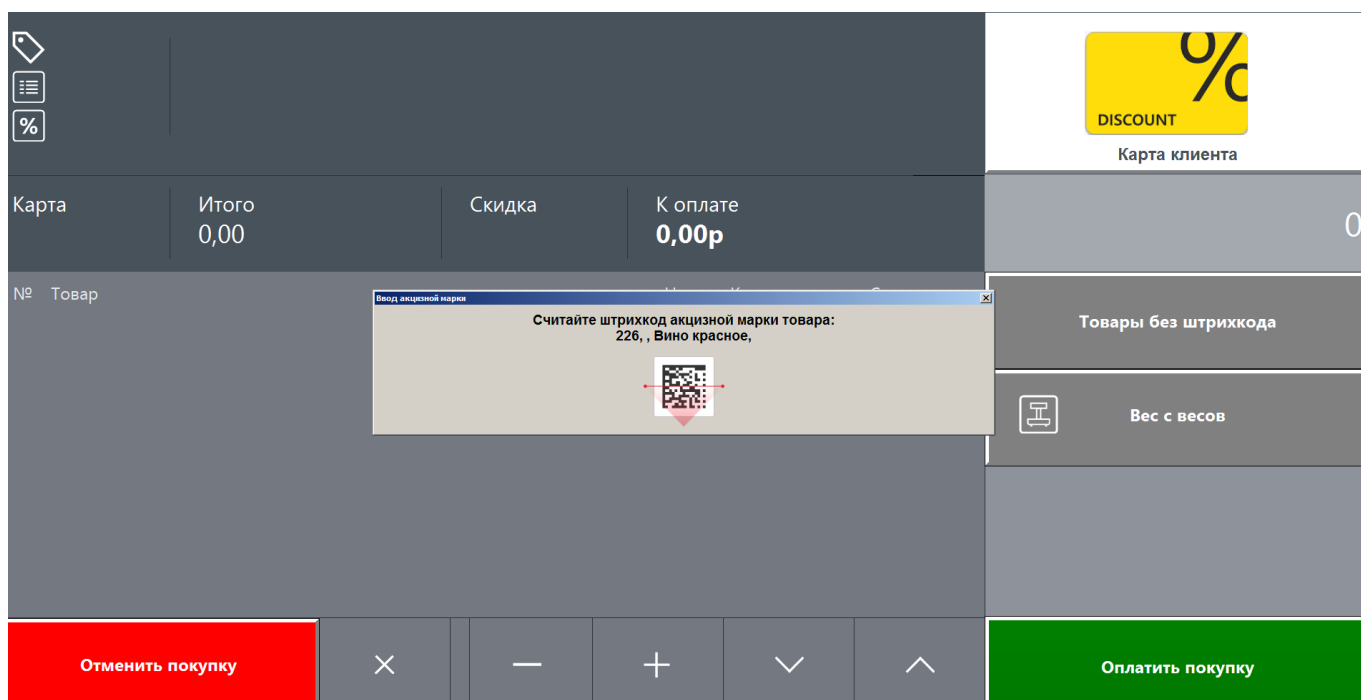 %
DISCOUNT
Карта клиента
%
Карта
Итого
Скидка
К оплате
0,00
0,00р
0
№ Товар
Ввод акцизной марки
Считайте штрихкод акцизной марки товара:
226, , Вино красное,
Товары без штрихкода
Вес с весов
Отменить покупку
Оплатить покупку